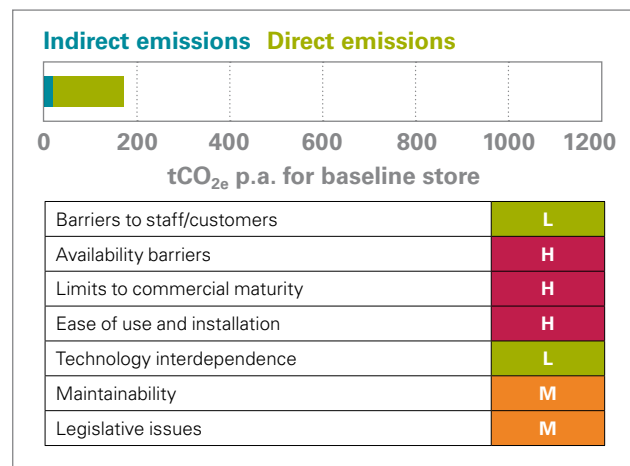 Indirect emissions Direct emissions
0 200 400 600 800 1000 1200
tCO2e p.a. for baseline store
Barriers to staff/customers L
Availability barriers H
Limits to commercial maturity H
Ease of use and installation H
Technology interdependence L
Maintainability M
Legislative issues M